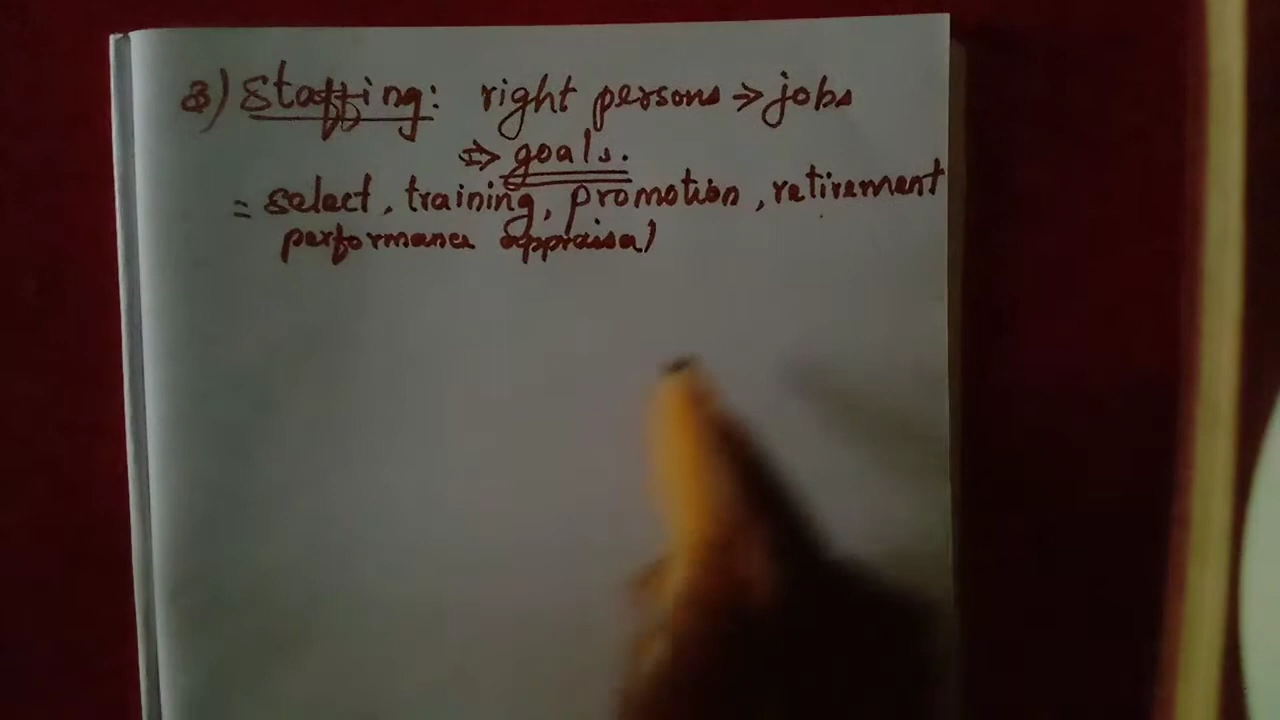 3) Staffing: right persons → jobs
⇒ goals.
= select, training, promotion, retirement
performance appraisal